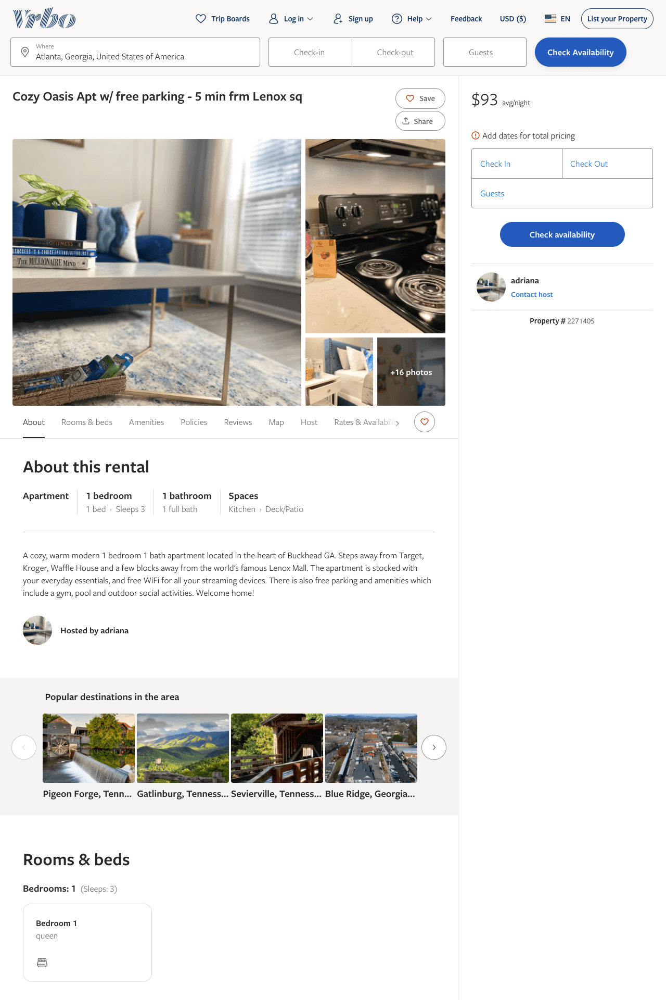 Vrbo
Trip Boards
Log in
Sign up
Help
Feedback
USD ($)
EN
List your Property
Where
Atlanta, Georgia, United States of America
Check-in
Check-out
Guests
Check Availability
Cozy Oasis Apt w/ free parking - 5 min frm Lenox sq
Save
Share
SUCCESS IS A CHOICE
THE MILLIONAIRE MIND
+16 photos
$93 avg/night
Add dates for total pricing
Check In
Check Out
Guests
Check availability
adriana
Contact host
Property # 2271405
About
Rooms & beds
Amenities
Policies
Reviews
Map
Host
Rates & Availability
About this rental
Apartment
1 bedroom
1 bed · Sleeps 3
1 bathroom
1 full bath
Spaces
Kitchen · Deck/Patio
A cozy, warm modern 1 bedroom 1 bath apartment located in the heart of Buckhead GA. Steps away from Target,
Kroger, Waffle House and a few blocks away from the world's famous Lenox Mall. The apartment is stocked with
your everyday essentials, and free WiFi for all your streaming devices. There is also free parking and amenities which
include a gym, pool and outdoor social activities. Welcome home!
Hosted by adriana
Popular destinations in the area
Pigeon Forge, Tenn...
Gatlinburg, Tenness...
Sevierville, Tenness...
Blue Ridge, Georgia...
Rooms & beds
Bedrooms: 1 (Sleeps: 3)
Bedroom 1
queen